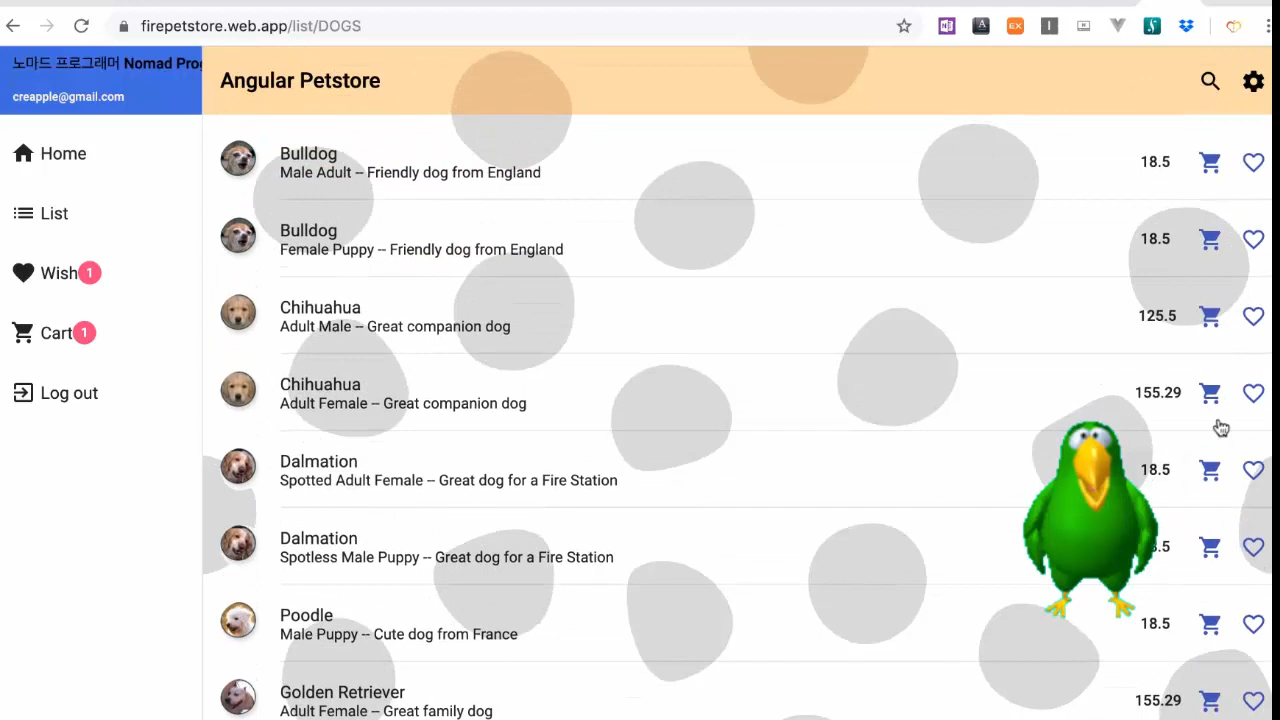 firepetstore.web.app/list/DOGS
노마드 프로그래머 Nomad Pro
creapple@gmail.com
Angular Petstore
Home
List
Wish 1
Cart 1
Log out
Bulldog
Male Adult -- Friendly dog from England
18.5
Bulldog
Female Puppy -- Friendly dog from England
18.5
Chihuahua
Adult Male -- Great companion dog
125.5
Chihuahua
Adult Female -- Great companion dog
155.29
Dalmation
Spotted Adult Female -- Great dog for a Fire Station
18.5
Dalmation
Spotless Male Puppy -- Great dog for a Fire Station
.5
Poodle
Male Puppy -- Cute dog from France
18.5
Golden Retriever
Adult Female -- Great family dog
155.29